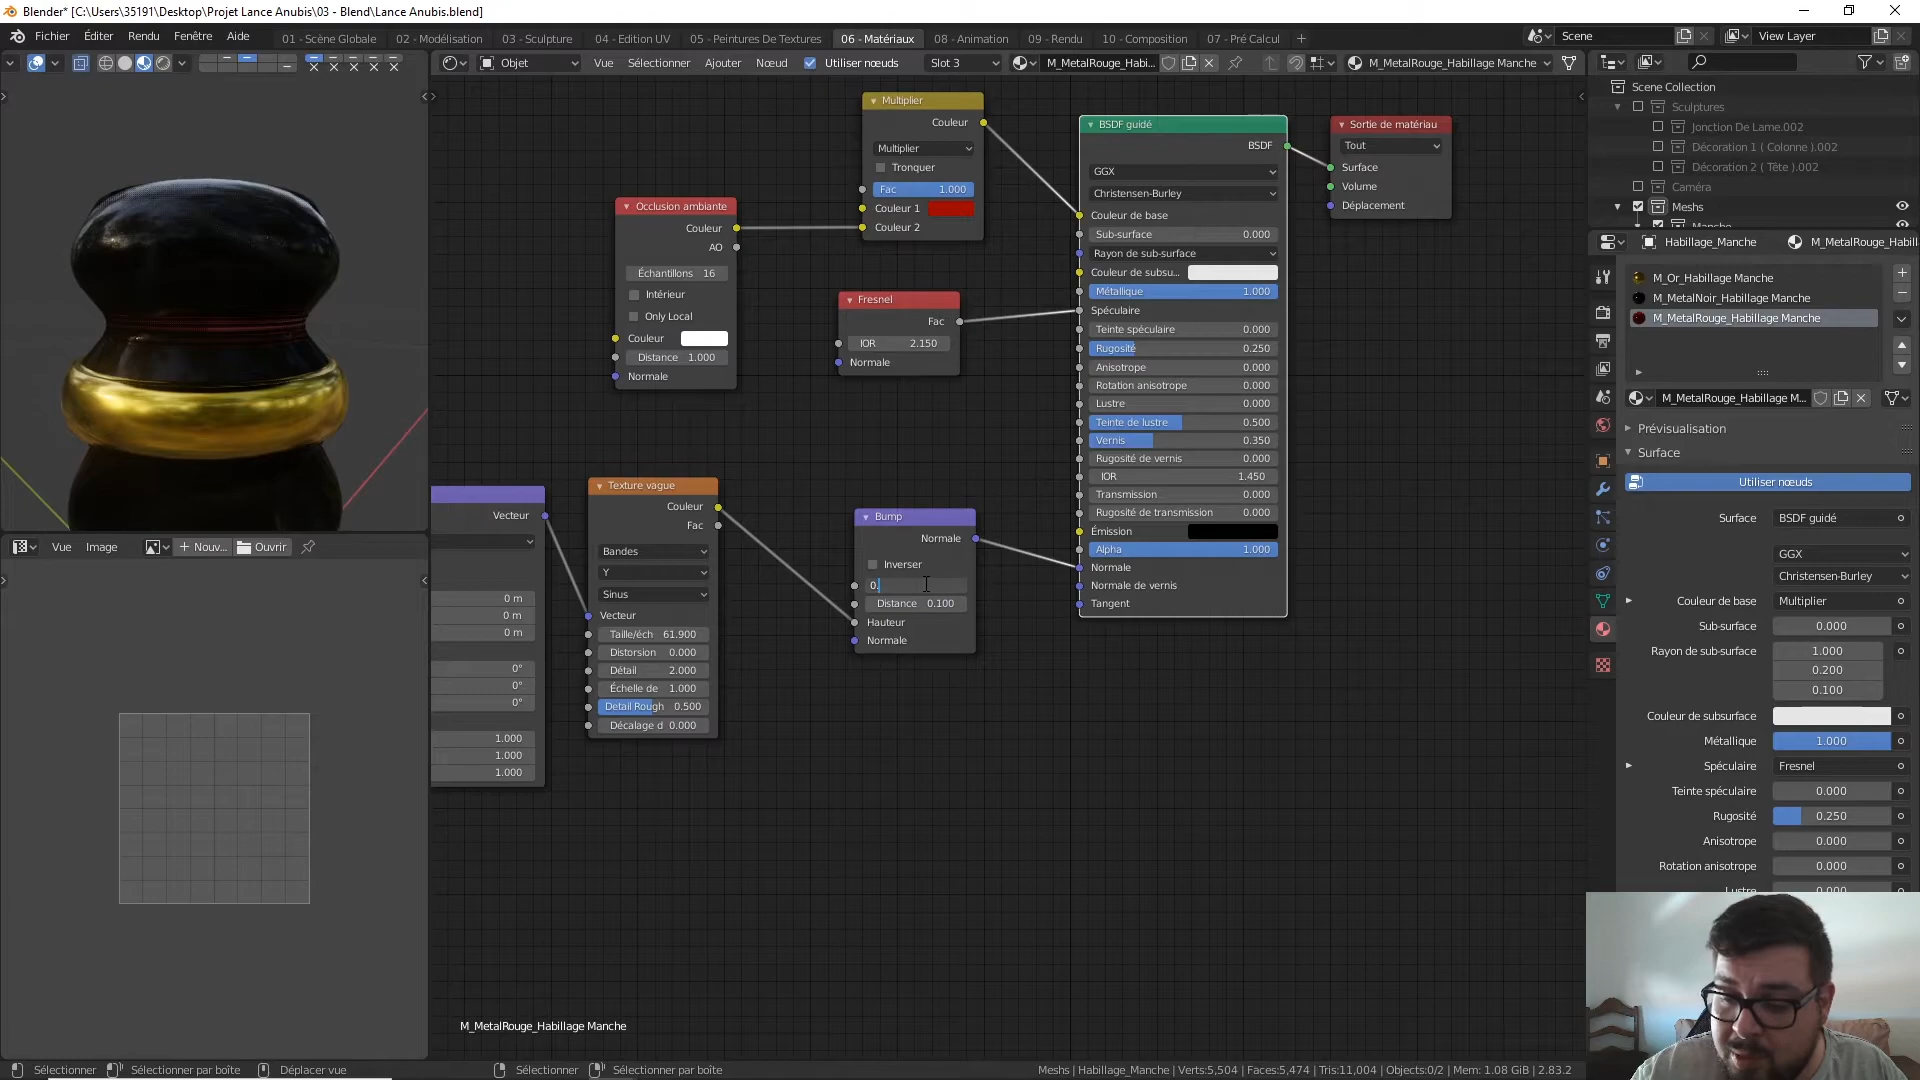 Blender* [C:\Users\35191\Desktop\Projet Lance Anubis\03 - Blend\Lance Anubis.blend]
Fichier Éditer Rendu Fenêtre Aide 01 - Scène Globale 02 - Modélisation 03 - Sculpture 04 - Edition UV 05 - Peintures De Textures 06 - Matériaux 08 - Animation 09 - Rendu 10 - Composition 07 - Pré Calcul + Scene View Layer
Objet Vue Sélectionner Ajouter Nœud Utiliser nœuds Slot 3 M_MetalRouge_Habi... M_MetalRouge_Habillage Manche
Scene Collection
Sculptures
Jonction De Lame.002
Décoration 1 ( Colonne ).002
Décoration 2 ( Tête ).002
Caméra
Meshs
Manche
Habillage_Manche M_MetalRouge_Habill
M_Or_Habillage Manche
M_MetalNoir_Habillage Manche
M_MetalRouge_Habillage Manche
M_MetalRouge_Habillage M...
Prévisualisation
Surface
Utiliser nœuds
Surface BSDF guidé
GGX
Christensen-Burley
Couleur de base Multiplier
Sub-surface 0.000
Rayon de sub-surface 1.000
0.200
0.100
Couleur de subsurface
Métallique 1.000
Spéculaire Fresnel
Teinte spéculaire 0.000
Rugosité 0.250
Anisotrope 0.000
Rotation anisotrope 0.000
Lustre 0.000
Multiplier
Couleur
Multiplier
Tronquer
Fac 1.000
Couleur 1
Couleur 2
Occlusion ambiante
Couleur
AO
Échantillons 16
Intérieur
Only Local
Couleur
Distance 1.000
Normale
Fresnel
Fac
IOR 2.150
Normale
BSDF guidé
BSDF
GGX
Christensen-Burley
Couleur de base
Sub-surface 0.000
Rayon de sub-surface
Couleur de subsu...
Métallique 1.000
Spéculaire
Teinte spéculaire 0.000
Rugosité 0.250
Anisotrope 0.000
Rotation anisotrope 0.000
Lustre 0.000
Teinte de lustre 0.500
Vernis 0.350
Rugosité de vernis 0.000
IOR 1.450
Transmission 0.000
Rugosité de transmission 0.000
Émission
Alpha 1.000
Normale
Normale de vernis
Tangent
Sortie de matériau
Tout
Surface
Volume
Déplacement
Vecteur
0 m
0 m
0 m
0°
0°
0°
1.000
1.000
1.000
Texture vague
Couleur
Fac
Bandes
Y
Sinus
Vecteur
Taille/éch 61.900
Distorsion 0.000
Détail 2.000
Échelle de 1.000
Detail Rough 0.500
Décalage d 0.000
Bump
Normale
Inverser
0.
Distance 0.100
Hauteur
Normale
Vue Image + Nouv... Ouvrir
M_MetalRouge_Habillage Manche
Sélectionner Sélectionner par boîte Déplacer vue Sélectionner Sélectionner par boîte Meshs | Habillage_Manche | Verts:5,504 | Faces:5,474 | Tris:11,004 | Objects:0/2 | Mem: 1.08 GiB | 2.83.2